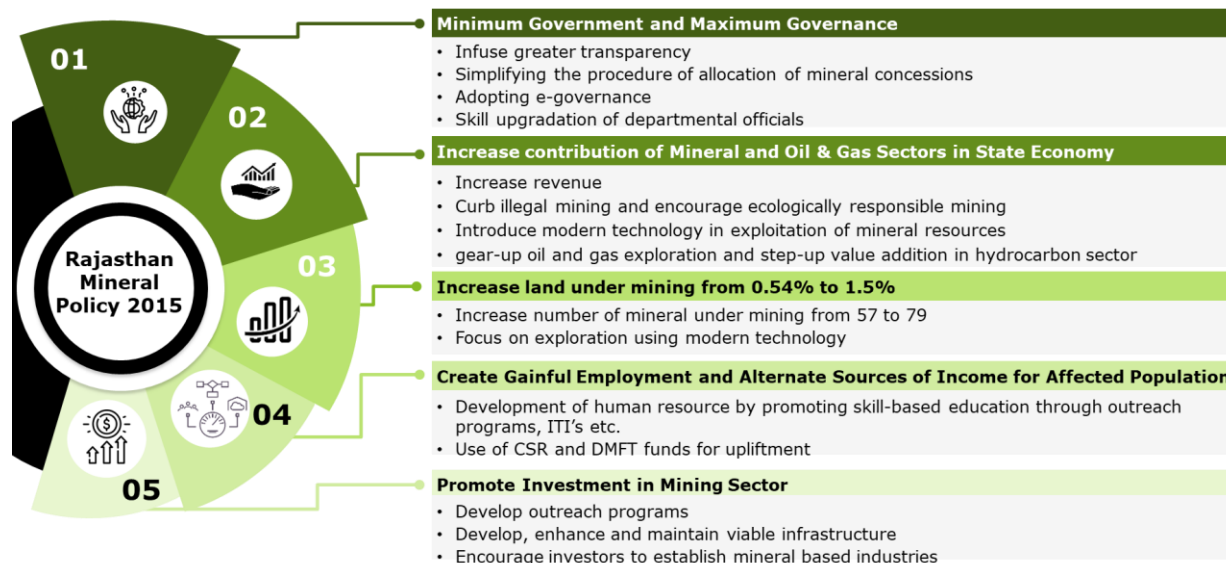 01
02
03
04
05
Rajasthan
Mineral
Policy 2015
Minimum Government and Maximum Governance
• Infuse greater transparency
• Simplifying the procedure of allocation of mineral concessions
• Adopting e-governance
• Skill upgradation of departmental officials
Increase contribution of Mineral and Oil & Gas Sectors in State Economy
• Increase revenue
• Curb illegal mining and encourage ecologically responsible mining
• Introduce modern technology in exploitation of mineral resources
• gear-up oil and gas exploration and step-up value addition in hydrocarbon sector
Increase land under mining from 0.54% to 1.5%
• Increase number of mineral under mining from 57 to 79
• Focus on exploration using modern technology
Create Gainful Employment and Alternate Sources of Income for Affected Population
• Development of human resource by promoting skill-based education through outreach
programs, ITI's etc.
• Use of CSR and DMFT funds for upliftment
Promote Investment in Mining Sector
• Develop outreach programs
• Develop, enhance and maintain viable infrastructure
• Encourage investors to establish mineral based industries